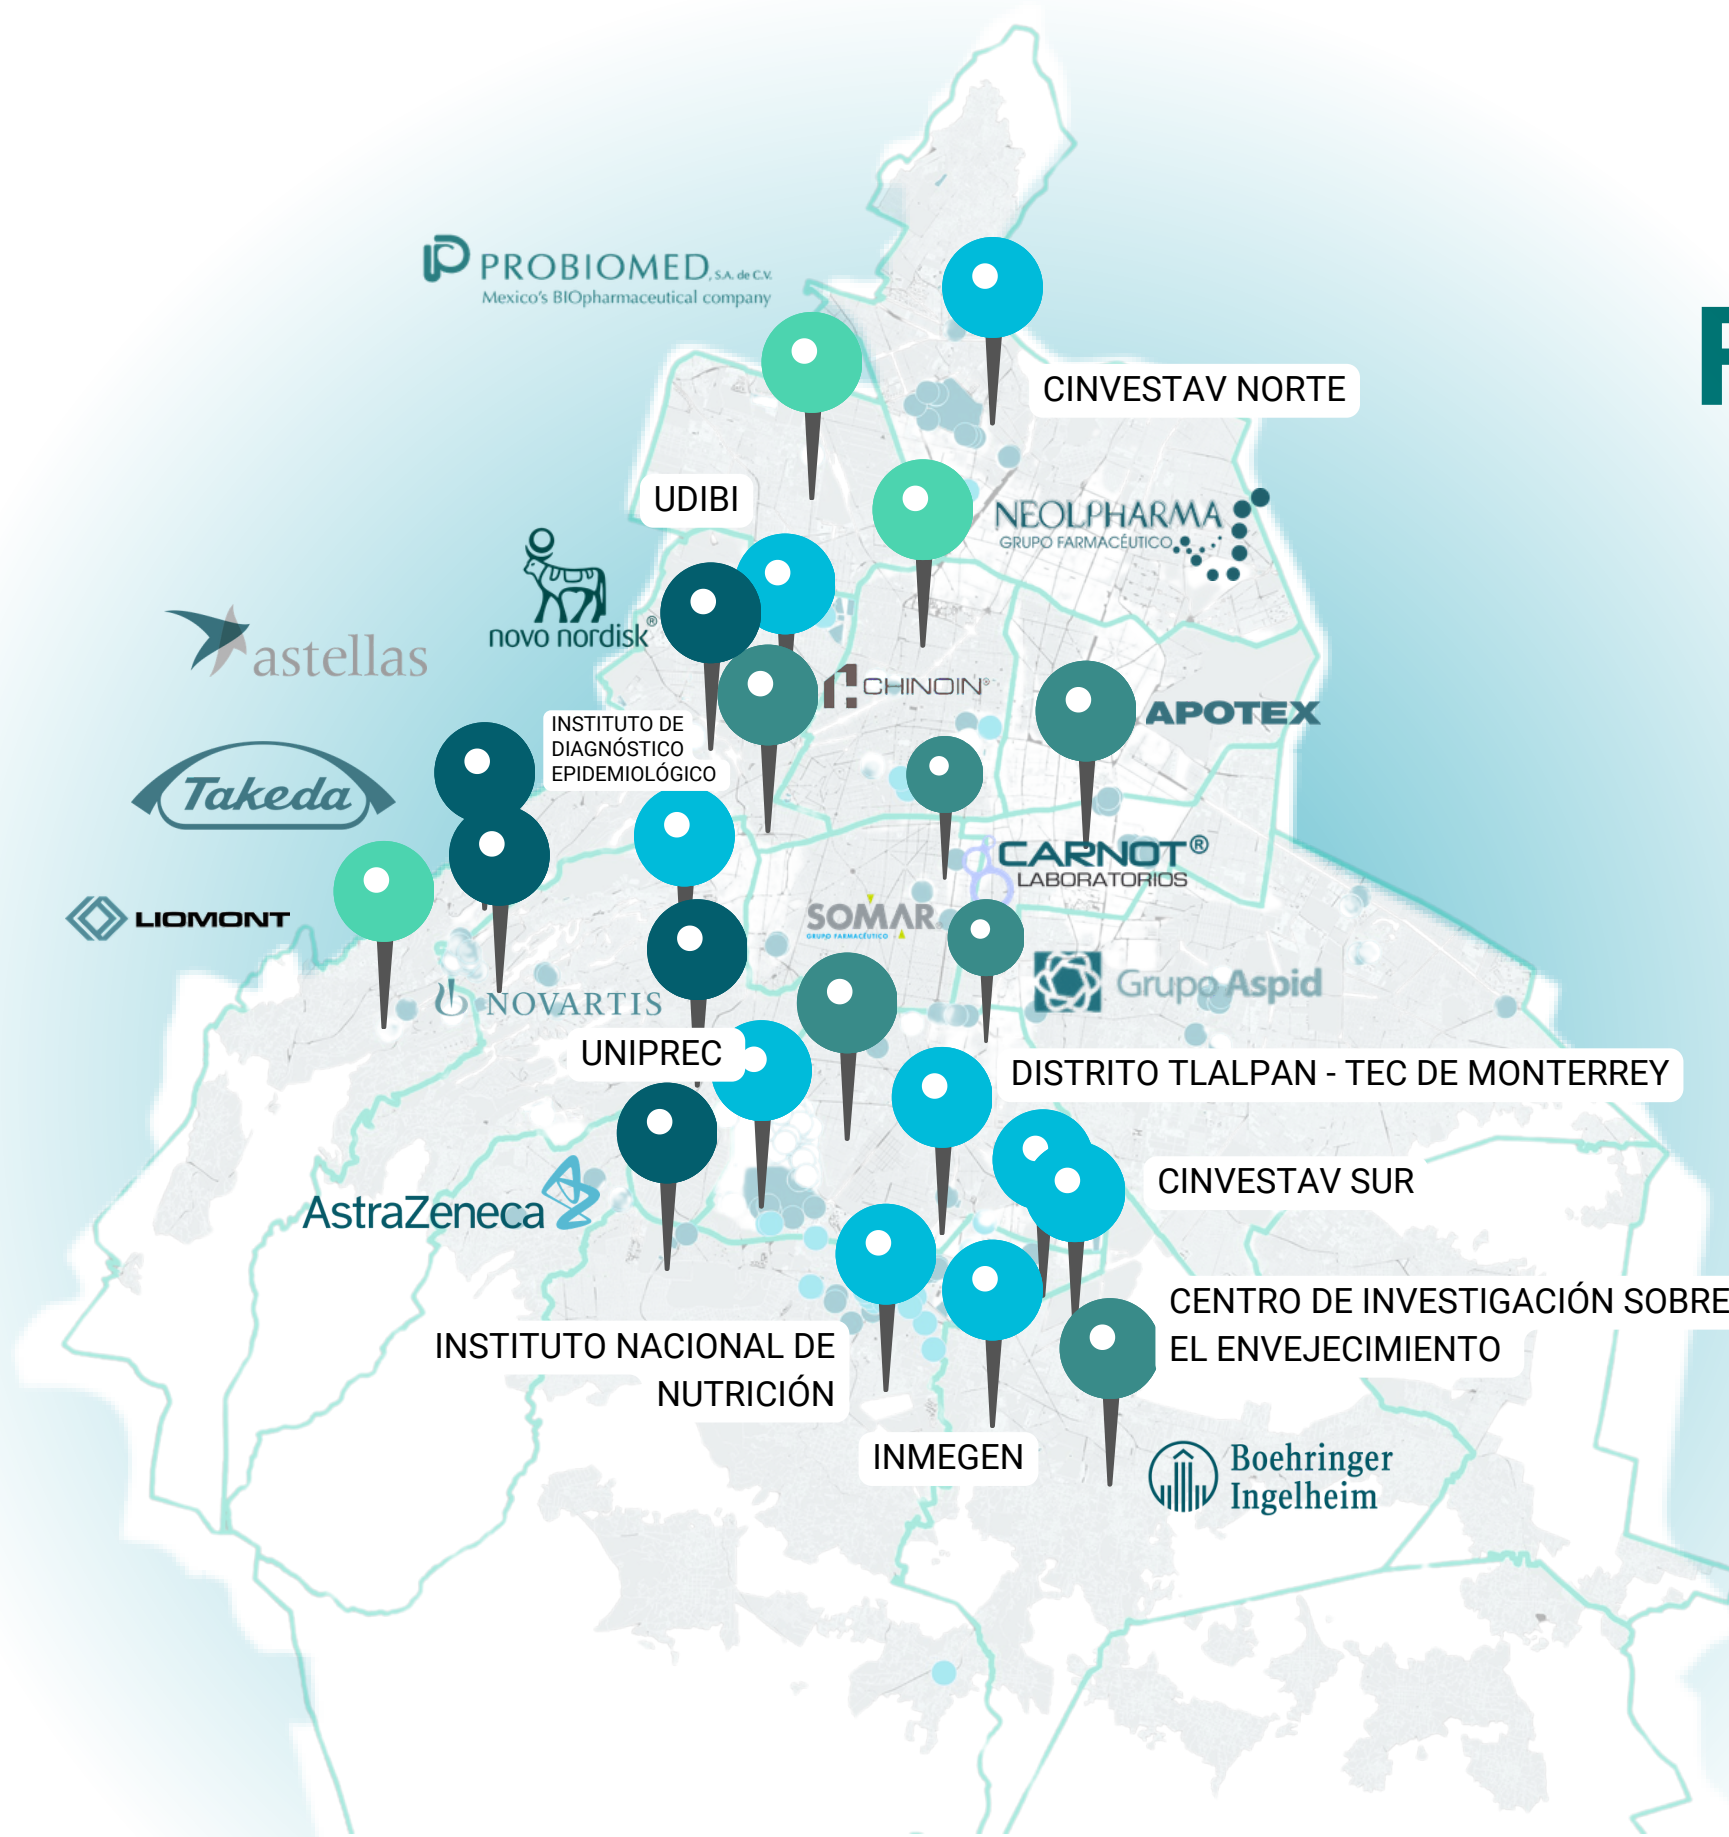 PROBIOMED, S.A. de C.V.
Mexico's BIOpharmaceutical company
CINVESTAV NORTE
UDIBI
NEOLPHARMA
GRUPO FARMACÉUTICO
novo nordisk®
astellas
CHINOIN®
APOTEX
INSTITUTO DE
DIAGNÓSTICO
EPIDEMIOLÓGICO
Takeda
CARNOT®
LABORATORIOS
LIOMONT
SOMAR
GRUPO FARMACÉUTICO
Grupo Aspid
NOVARTIS
UNIPREC
DISTRITO TLALPAN - TEC DE MONTERREY
AstraZeneca
CINVESTAV SUR
CENTRO DE INVESTIGACIÓN SOBRE
EL ENVEJECIMIENTO
INSTITUTO NACIONAL DE
NUTRICIÓN
INMEGEN
Boehringer
Ingelheim